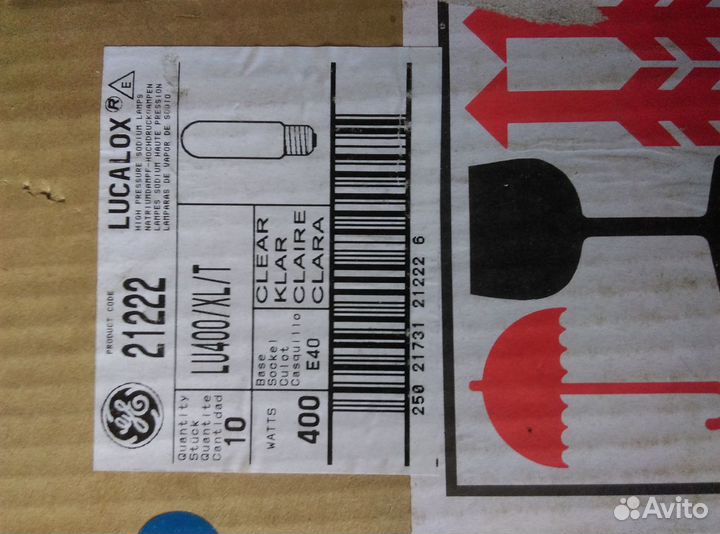 GE
PRODUCT CODE
21222
LUCALOX ®
E
HIGH PRESSURE SODIUM LAMPS
NATRIUMDAMPF-HOCHDRUCKLAMPEN
LAMPES SODIUM HAUTE PRESSION
LAMPARAS DE VAPOR DE SODIO
Quantity
Stück
Quantite
Cantidad
10
LU400/XL/T
WATTS
400
Base
Sockel
Culot
Casquillo
E40
CLEAR
KLAR
CLAIRE
CLARA
250 21731 21222 6
Avito